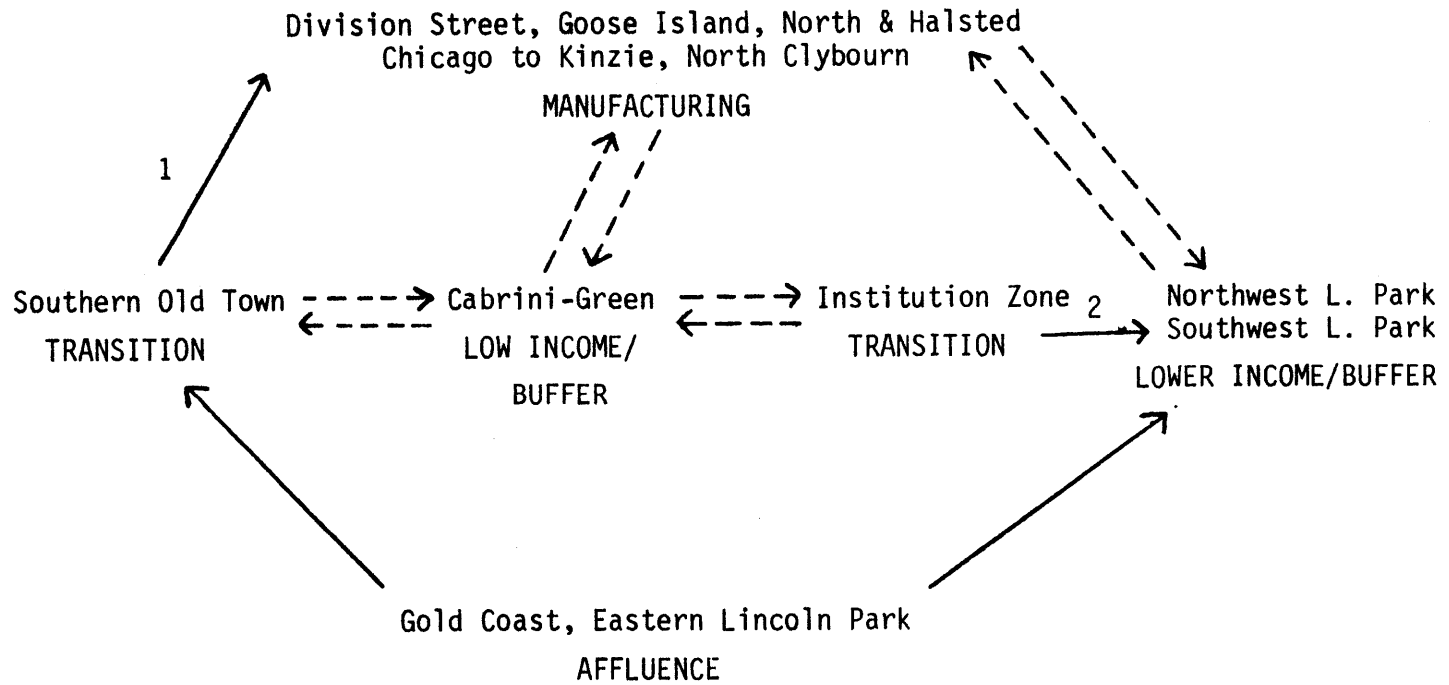 Division Street, Goose Island, North & Halsted
Chicago to Kinzie, North Clybourn
MANUFACTURING
1
Southern Old Town
TRANSITION
Cabrini-Green
LOW INCOME/
BUFFER
Institution Zone
TRANSITION
2
Northwest L. Park
Southwest L. Park
LOWER INCOME/BUFFER
Gold Coast, Eastern Lincoln Park
AFFLUENCE